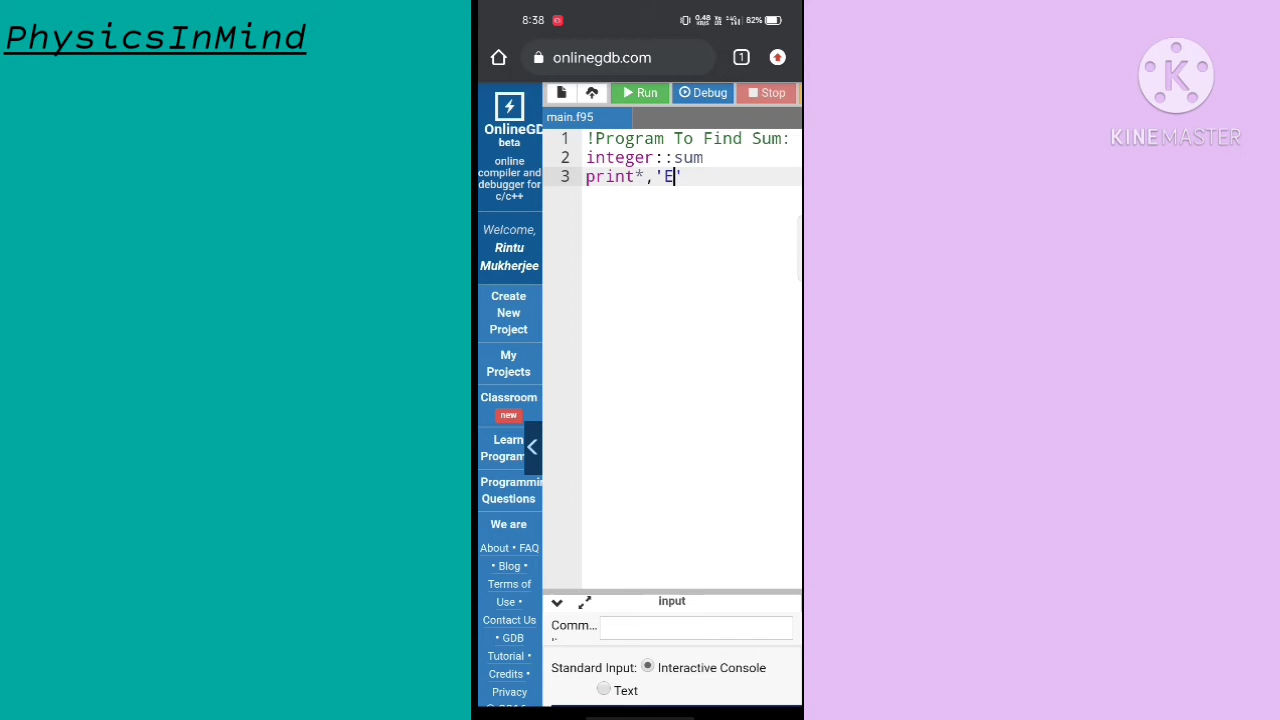 PhysicsInMind
8:38
82%
onlinegdb.com
1
KINEMASTER
Run
Debug
Stop
main.f95
OnlineGD
beta
online
compiler and
debugger for
c/c++
1 !Program To Find Sum:
2 integer::sum
3 print*,'E'
Welcome,
Rintu
Mukherjee
Create
New
Project
My
Projects
Classroom
new
Learn
Program
Programmin
Questions
We are
About • FAQ
• Blog •
Terms of
Use •
Contact Us
• GDB
Tutorial •
Credits •
Privacy
input
Comm...
Standard Input: Interactive Console
Text